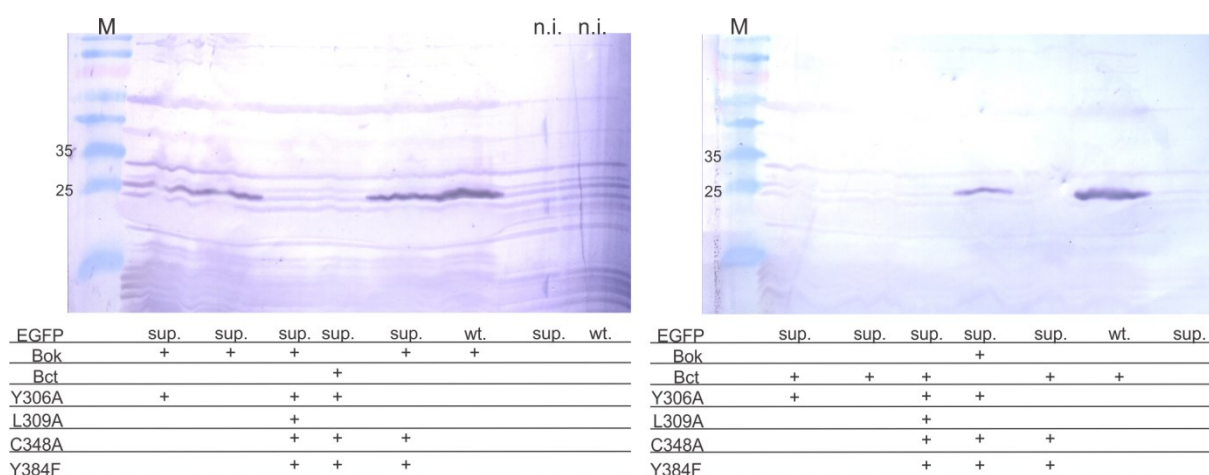 M n.i. n.i.
35
25
EGFP sup. sup. sup. sup. sup. wt. sup. wt.
Bok + + + + +
Bct +
Y306A + + +
L309A +
C348A + + +
Y384F + + +
M
35
25
EGFP sup. sup. sup. sup. sup. wt. sup.
Bok +
Bct + + + + +
Y306A + + +
L309A +
C348A + + +
Y384F + + +